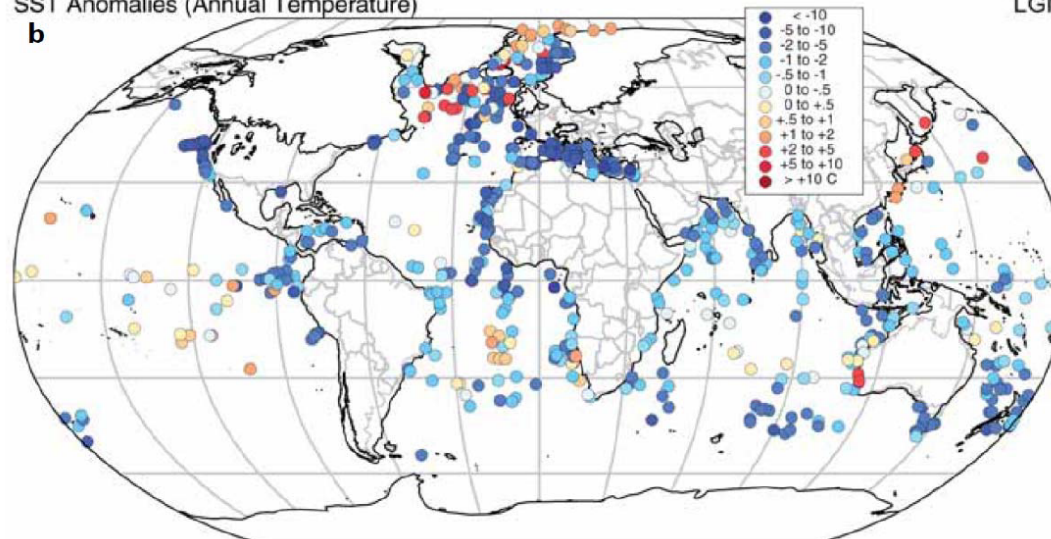 SST Anomalies (Annual Temperature)
b
< -10
-5 to -10
-2 to -5
-1 to -2
-.5 to -1
0 to -.5
0 to +.5
+.5 to +1
+1 to +2
+2 to +5
+5 to +10
> +10 C